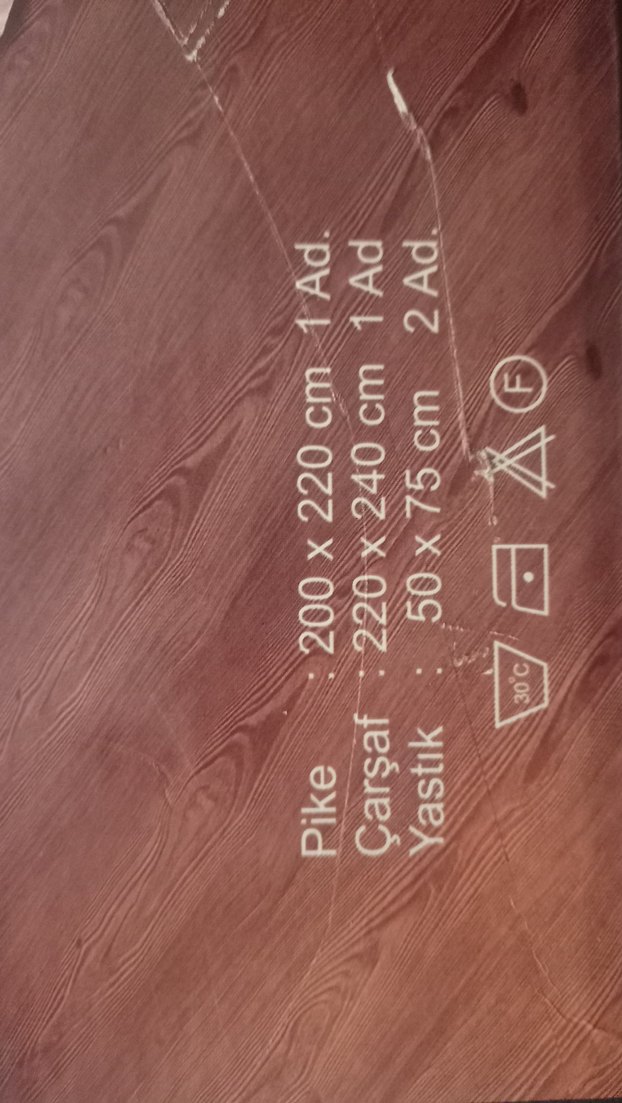 Pike : 200 x 220 cm 1 Ad.
Çarşaf : 220 x 240 cm 1 Ad
Yastık : 50 x 75 cm 2 Ad.
30°C F